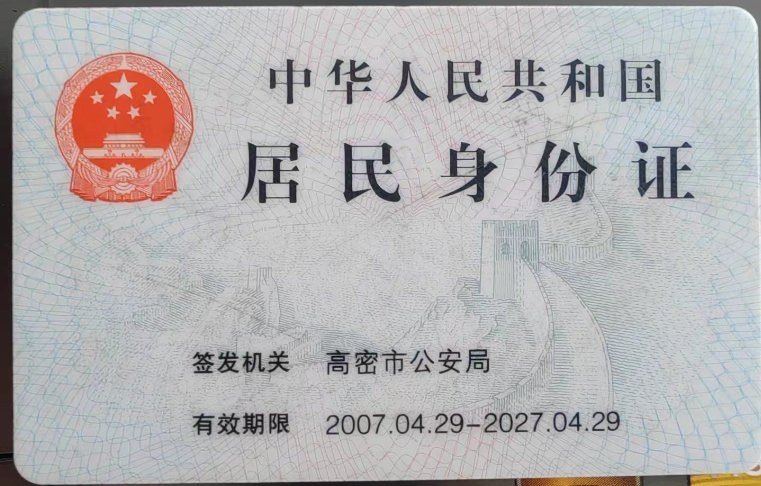 中华人民共和国
居民身份证
签发机关 高密市公安局
有效期限 2007.04.29-2027.04.29